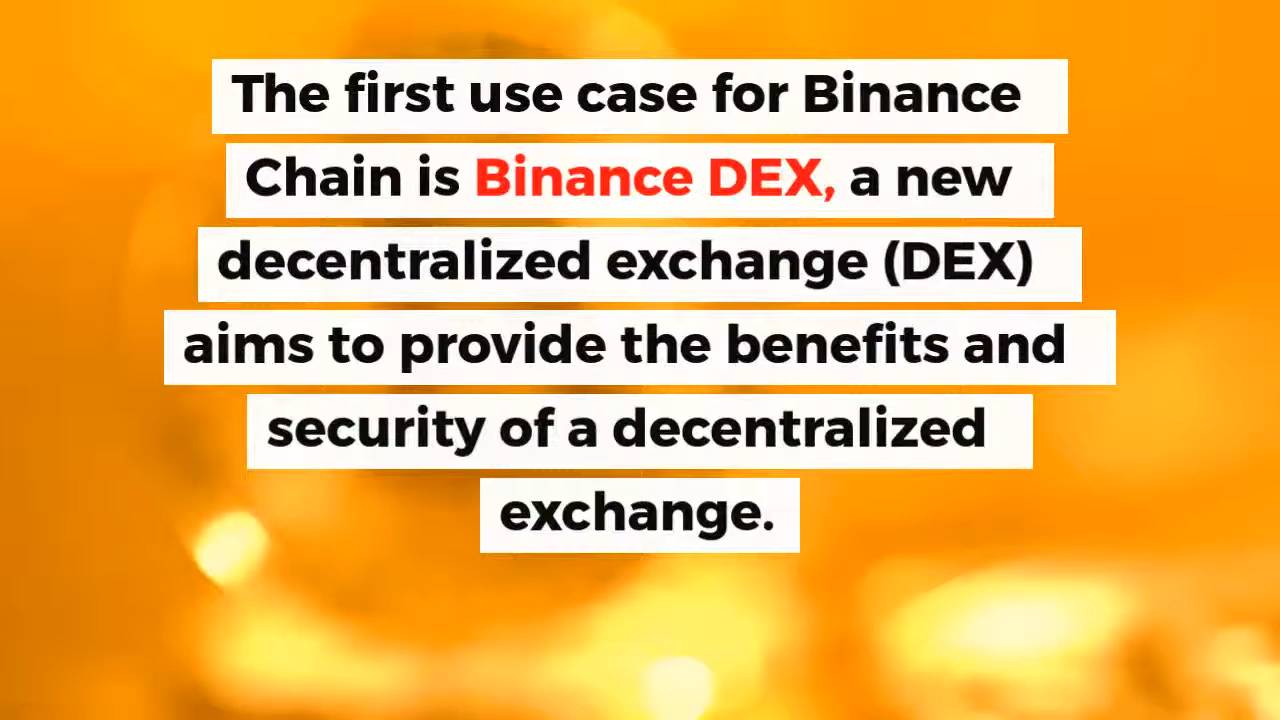 The first use case for Binance
Chain is Binance DEX, a new
decentralized exchange (DEX)
aims to provide the benefits and
security of a decentralized
exchange.